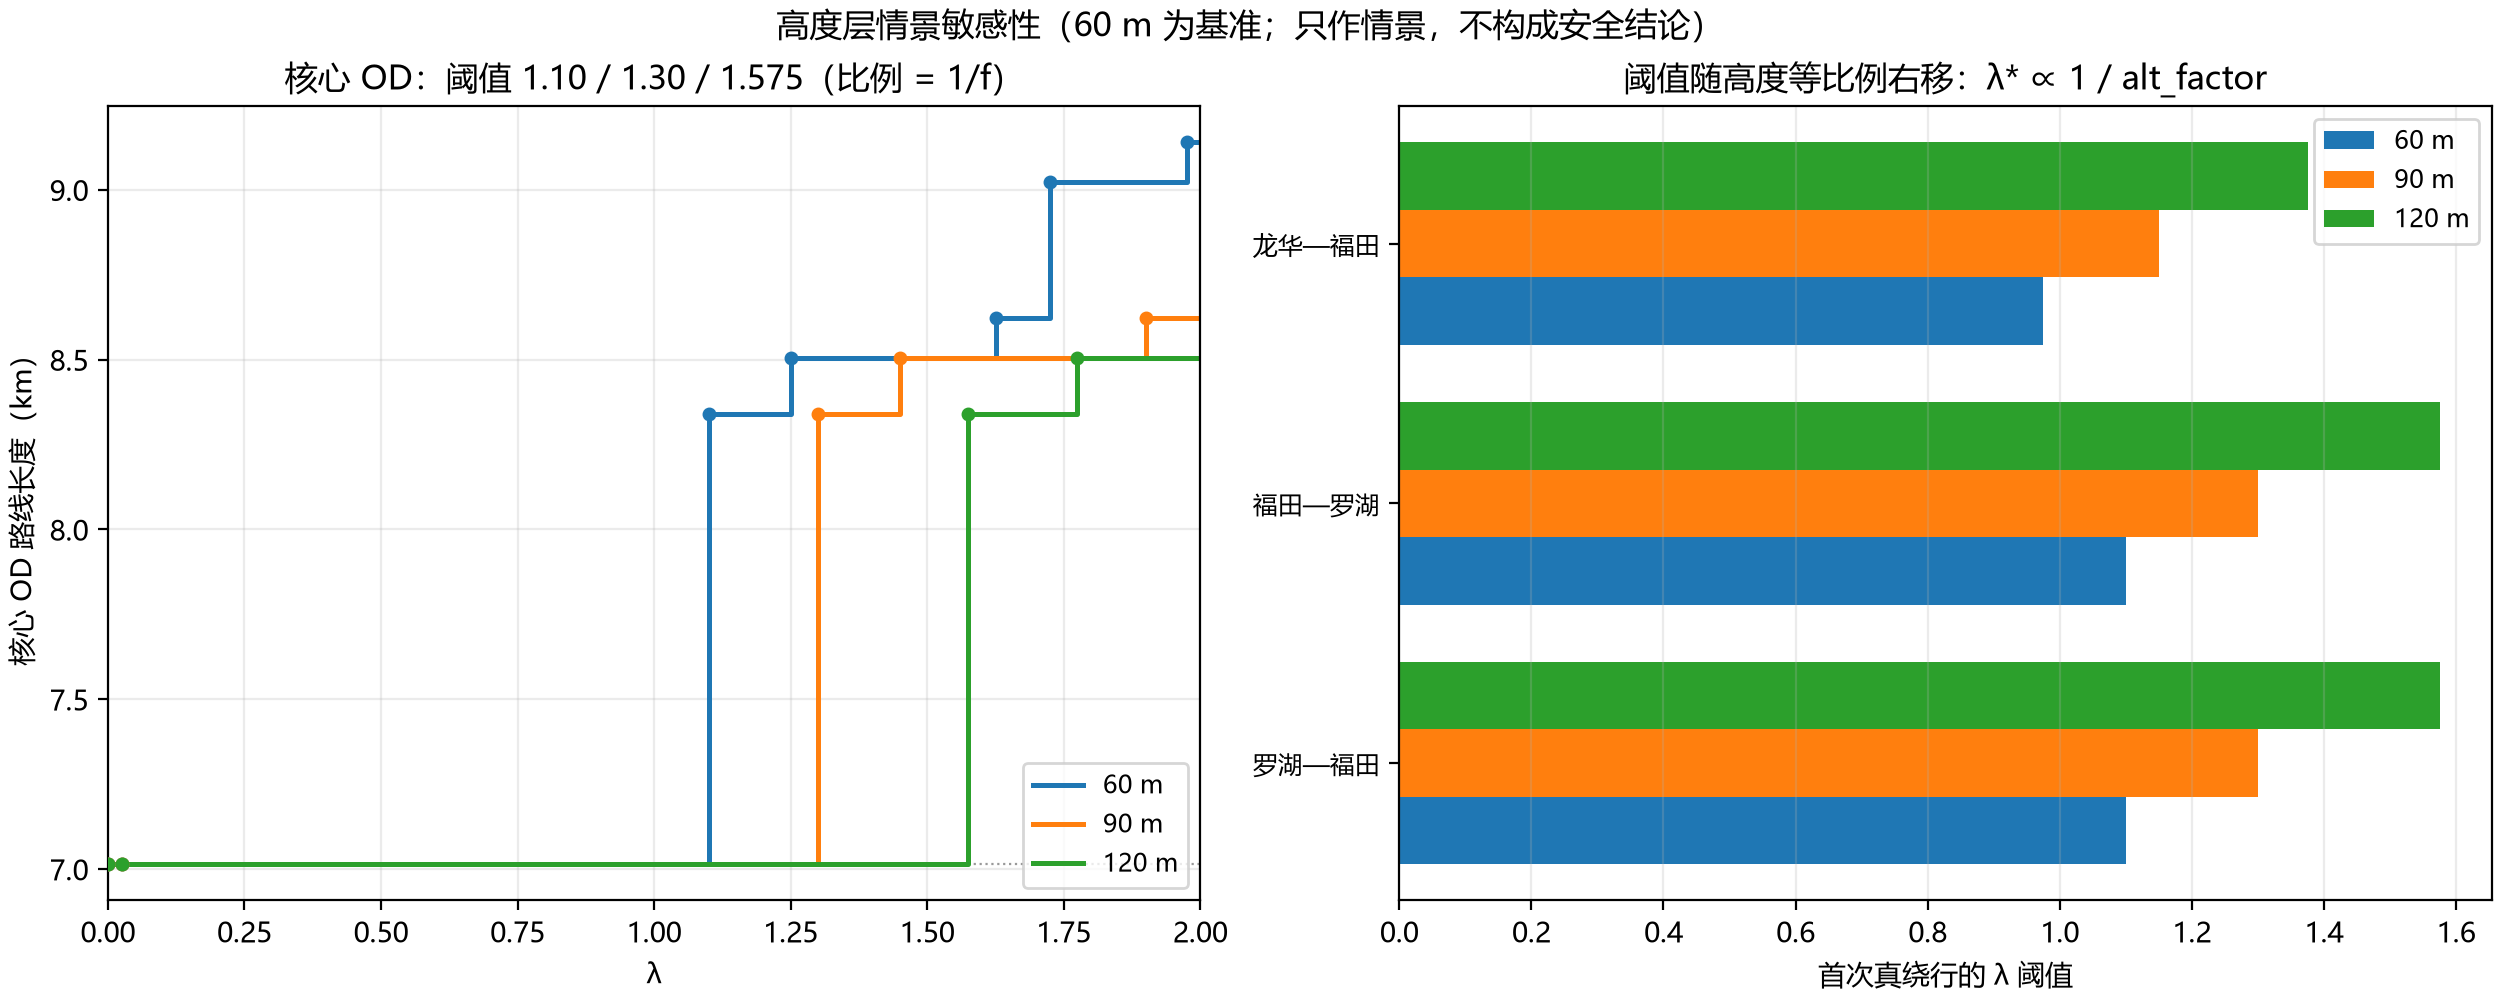 高度层情景敏感性（60 m 为基准；只作情景，不构成安全结论）
核心 OD：阈值 1.10 / 1.30 / 1.575（比例 = 1/f）
核心 OD 路线长度（km）
9.0
8.5
8.0
7.5
7.0
0.00 0.25 0.50 0.75 1.00 1.25 1.50 1.75 2.00
λ
60 m
90 m
120 m
阈值随高度等比例右移：λ* ∝ 1 / alt_factor
龙华—福田
福田—罗湖
罗湖—福田
60 m
90 m
120 m
0.0 0.2 0.4 0.6 0.8 1.0 1.2 1.4 1.6
首次真绕行的 λ 阈值